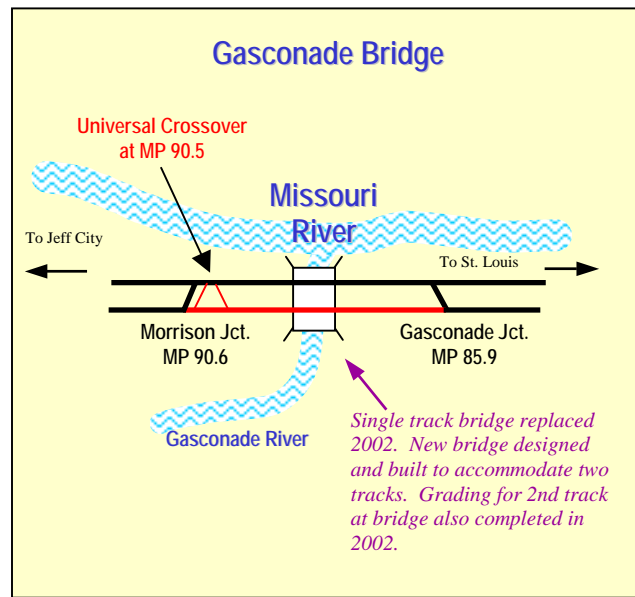 Gasconade Bridge
Universal Crossover
at MP 90.5
Missouri
River
To Jeff City
To St. Louis
Morrison Jct.
MP 90.6
Gasconade Jct.
MP 85.9
Gasconade River
Single track bridge replaced
2002. New bridge designed
and built to accommodate two
tracks. Grading for 2nd track
at bridge also completed in
2002.